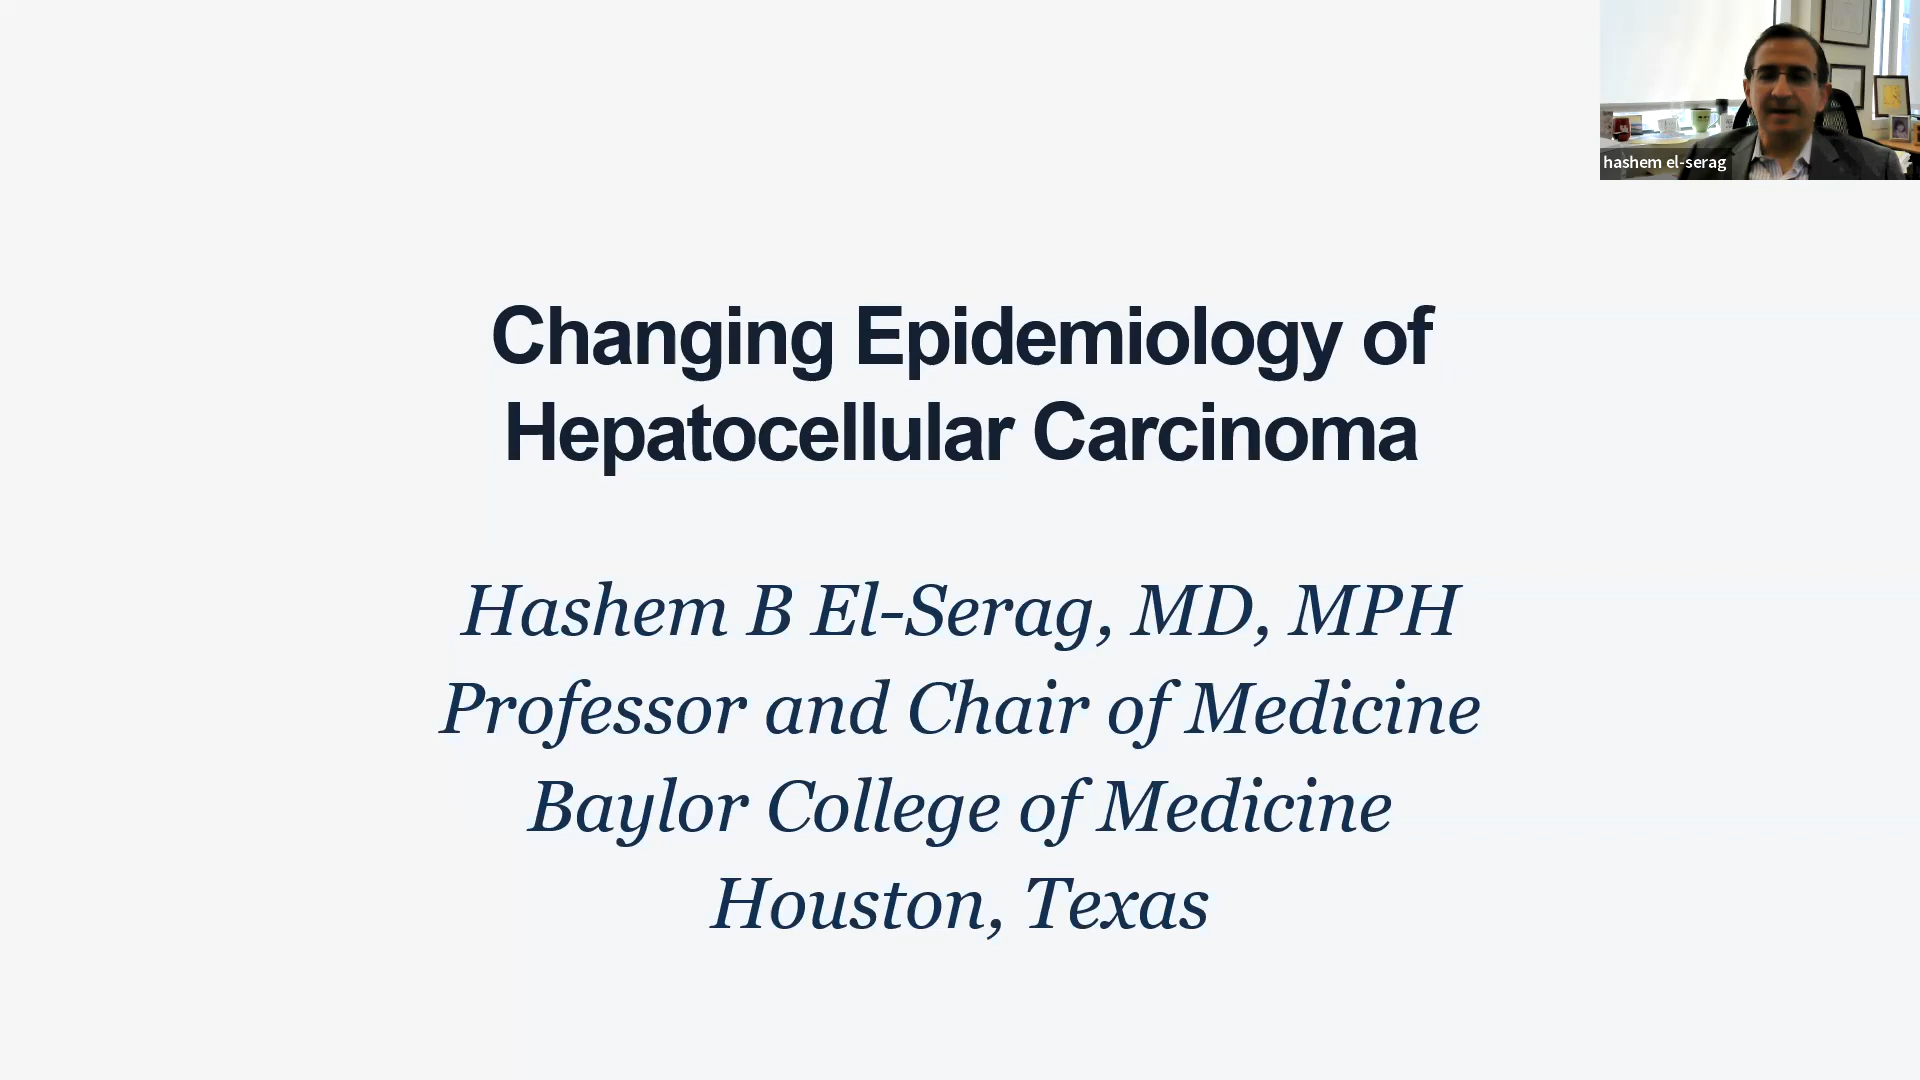 hashem el-serag
Changing Epidemiology of
Hepatocellular Carcinoma
Hashem B El-Serag, MD, MPH
Professor and Chair of Medicine
Baylor College of Medicine
Houston, Texas